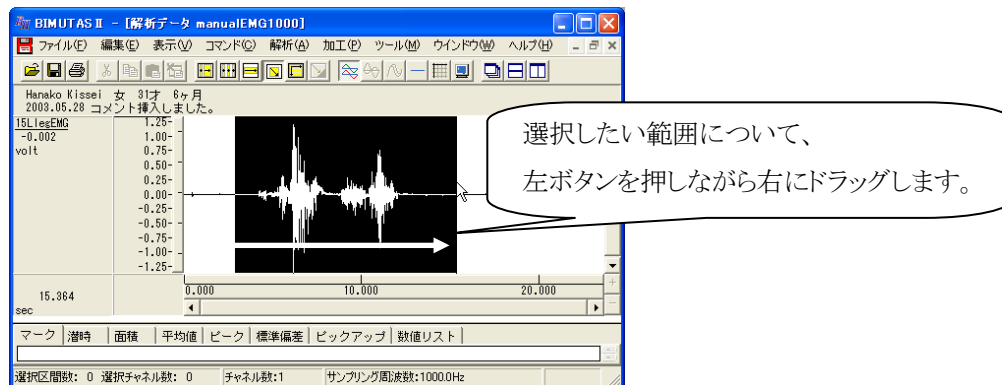 BIMUTASⅡ - [解析データ manualEMG1000]
ファイル(F) 編集(E) 表示(V) コマンド(C) 解析(A) 加工(P) ツール(M) ウインドウ(W) ヘルプ(H)
Hanako Kissei 女 31才 6ヶ月
2003.05.28 コメント挿入しました。
15LlegEMG
-0.002
volt
1.25-
1.00-
0.75-
0.50-
0.25-
0.00-
-0.25-
-0.50-
-0.75-
-1.00-
-1.25-
選択したい範囲について、
左ボタンを押しながら右にドラッグします。
15.364
sec
0.000 10.000 20.000
マーク 潜時 面積 平均値 ピーク 標準偏差 ピックアップ 数値リスト
選択区間数: 0 選択チャネル数: 0 チャネル数:1 サンプリング周波数:1000.0Hz